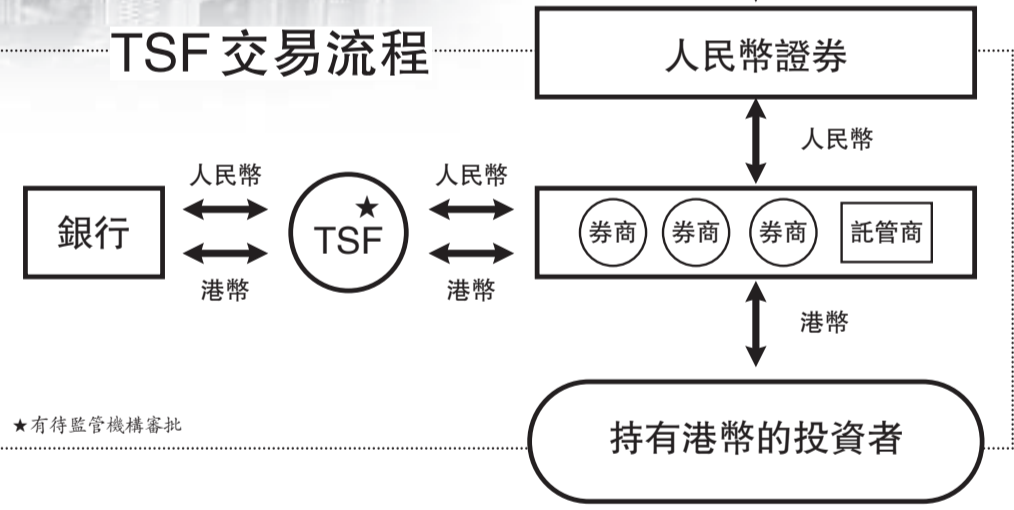 TSF 交易流程
人民幣證券
人民幣
人民幣
人民幣
銀行
★
TSF
券商
券商
券商
託管商
港幣
港幣
港幣
★有待監管機構審批
持有港幣的投資者